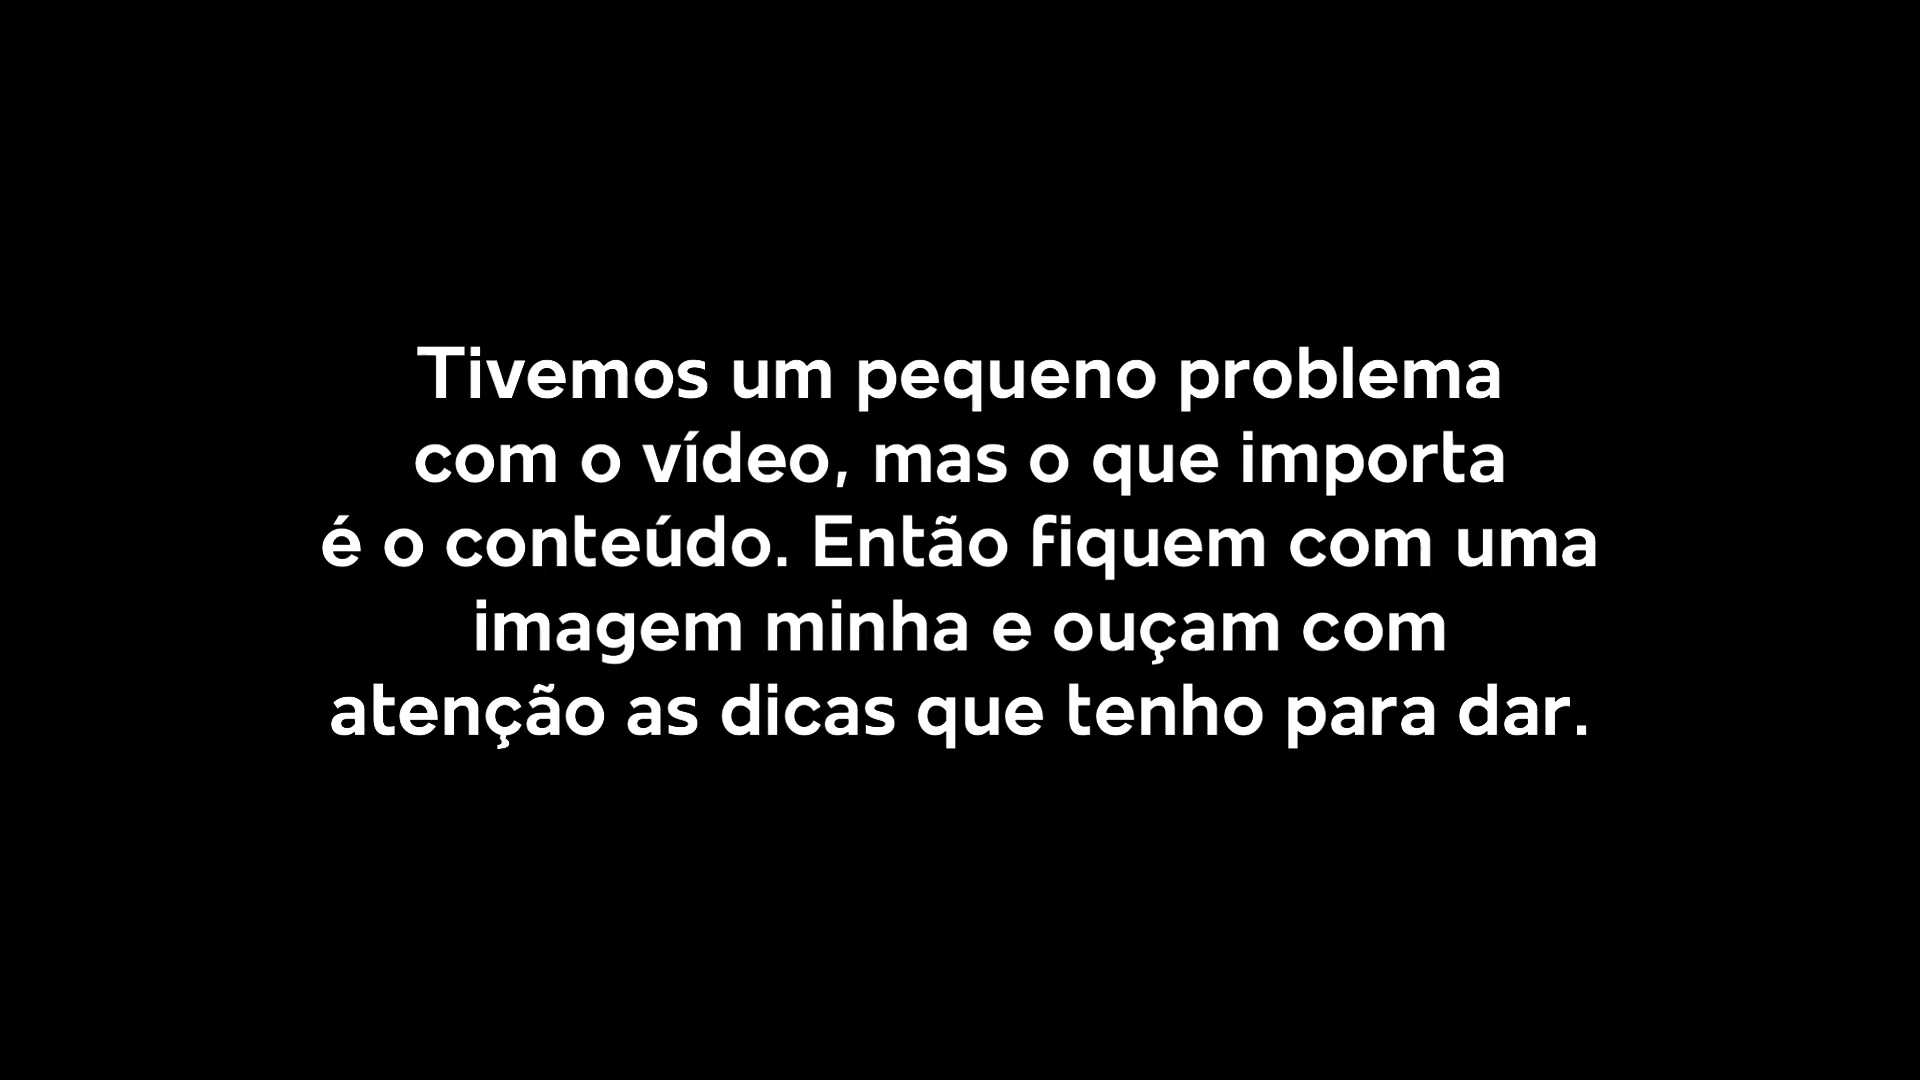 Tivemos um pequeno problema
com o vídeo, mas o que importa
é o conteúdo. Então fiquem com uma
imagem minha e ouçam com
atenção as dicas que tenho para dar.